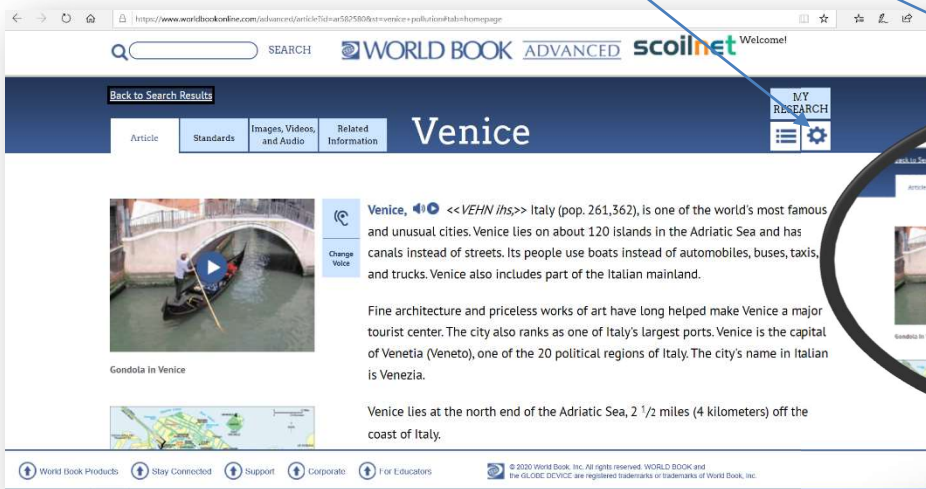 https://www.worldbookonline.com/advanced/article?id=ar582580&st=venice+pollution#tab=homepage
SEARCH
WORLD BOOK ADVANCED
scoilnet
Welcome!
Back to Search Results
MY
RESEARCH
Article
Standards
Images, Videos,
and Audio
Related
Information
Venice
Venice, <<VEHN ihs,>> Italy (pop. 261,362), is one of the world's most famous
and unusual cities. Venice lies on about 120 islands in the Adriatic Sea and has
canals instead of streets. Its people use boats instead of automobiles, buses, taxis,
and trucks. Venice also includes part of the Italian mainland.
Change
Voice
Fine architecture and priceless works of art have long helped make Venice a major
tourist center. The city also ranks as one of Italy's largest ports. Venice is the capital
of Venetia (Veneto), one of the 20 political regions of Italy. The city's name in Italian
is Venezia.
Gondola in Venice
Venice lies at the north end of the Adriatic Sea, 2 1/2 miles (4 kilometers) off the
coast of Italy.
World Book Products
Stay Connected
Support
Corporate
For Educators
© 2020 World Book, Inc. All rights reserved. WORLD BOOK and
the GLOBE DEVICE are registered trademarks or trademarks of World Book, Inc.